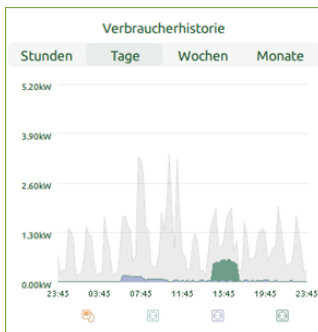 Verbraucherhistorie
Stunden Tage Wochen Monate
5.20kW
3.90kW
2.60kW
1.30kW
0.00kW
23:45 03:45 07:45 11:45 15:45 19:45 23:45